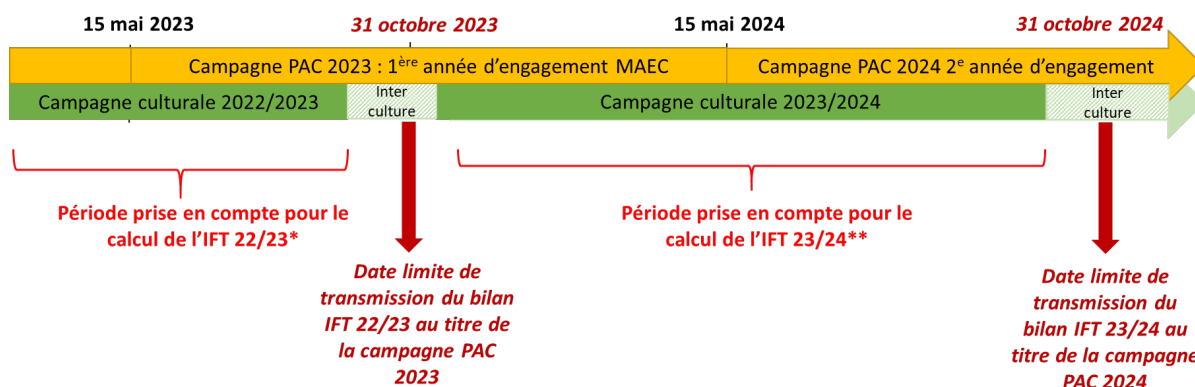 15 mai 2023
31 octobre 2023
15 mai 2024
31 octobre 2024
Campagne PAC 2023 : 1ère année d'engagement MAEC
Campagne PAC 2024 2e année d'engagement
Campagne culturale 2022/2023
Inter
culture
Campagne culturale 2023/2024
Inter
culture
Période prise en compte pour le
calcul de l'IFT 22/23*
Période prise en compte pour le
calcul de l'IFT 23/24**
Date limite de
transmission du bilan
IFT 22/23 au titre de
la campagne PAC
2023
Date limite de
transmission du
bilan IFT 23/24 au
titre de la campagne
PAC 2024